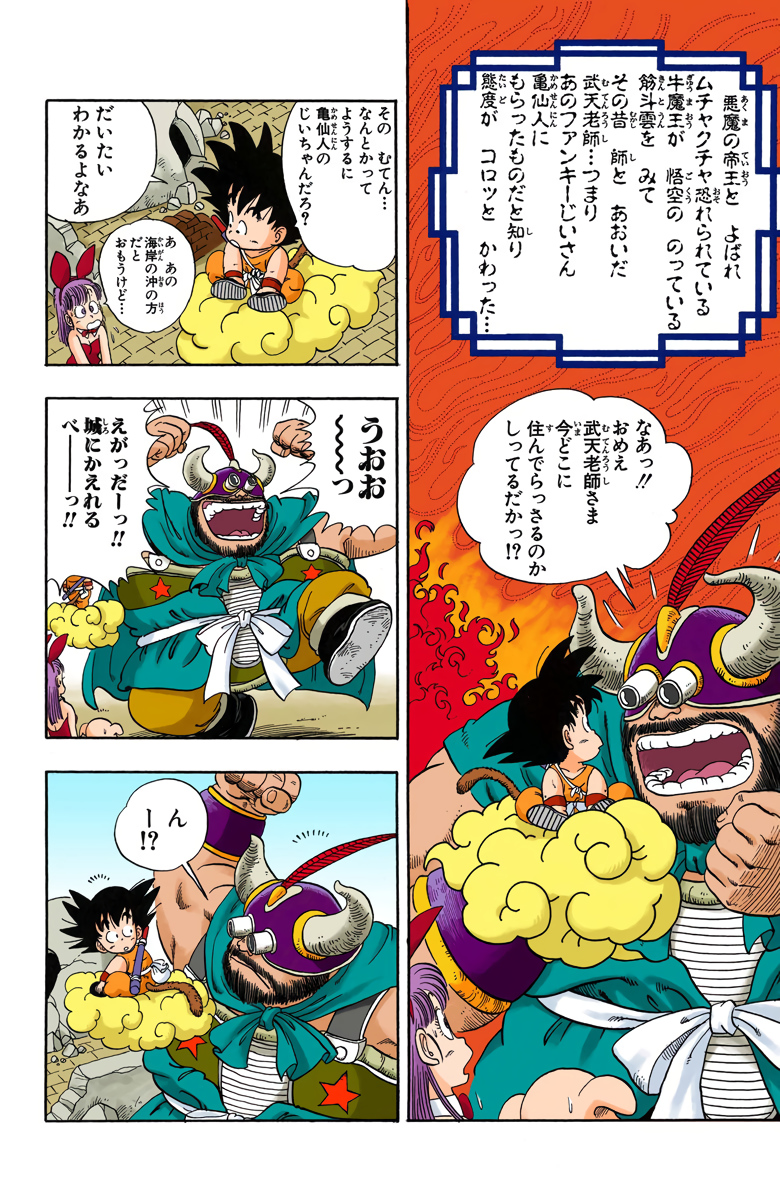 悪魔の帝王と よばれ
ムチャクチャ恐れられている
牛魔王が 悟空の のっている
筋斗雲を みて
その昔 師と あおいだ
武天老師…つまり
あのファンキーじいさん
亀仙人に
もらったものだと知り
態度が コロッと かわった…
なあっ!!
おめえ
武天老師さま
今どこに
住んでらっさるのか
しってるだかっ!?
その むてん…
なんとかって
ようするに
亀仙人の
じいちゃんだろ?
だいたい
わかるよなあ
あ あの
海岸の沖の方
だと
おもうけど…
うおお
~~~っ
えがっだーっ!!
城にかえれる
べ――っ!!
ん
ー!?